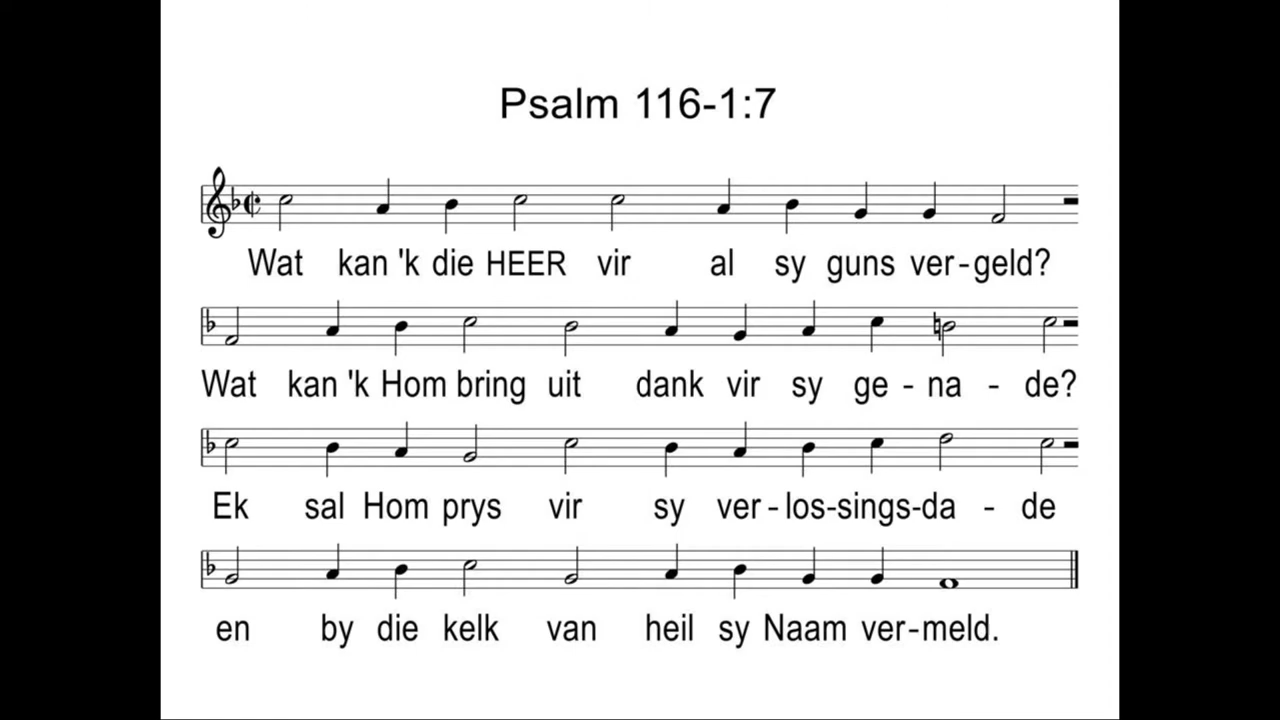 Psalm 116-1:7
Wat kan 'k die HEER vir al sy guns ver-geld?
Wat kan 'k Hom bring uit dank vir sy ge - na - de?
Ek sal Hom prys vir sy ver-los-sings-da - de
en by die kelk van heil sy Naam ver-meld.